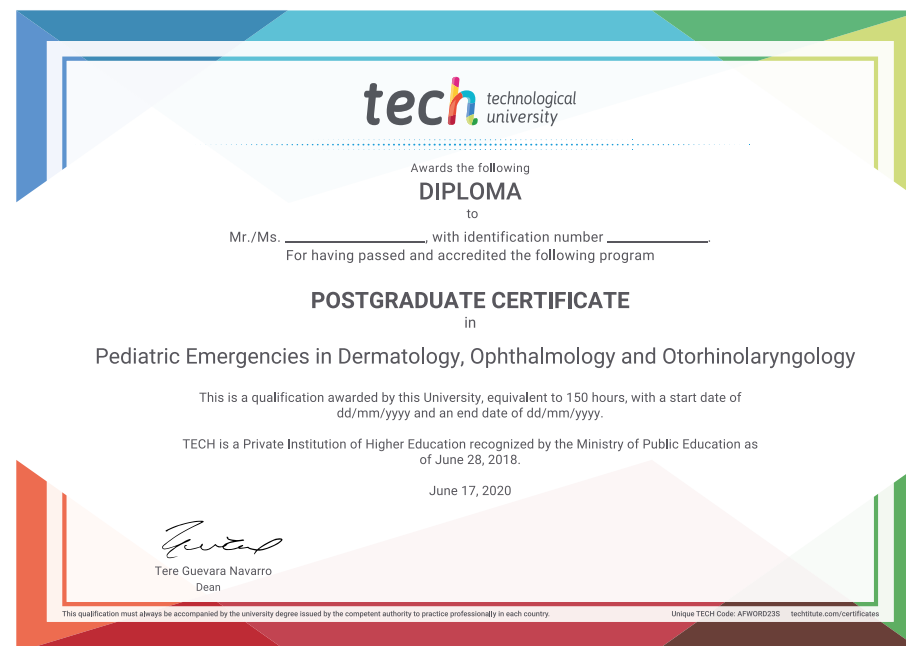 tech technological
university
Awards the following
DIPLOMA
to
Mr./Ms. ____________________, with identification number ______________.
For having passed and accredited the following program
POSTGRADUATE CERTIFICATE
in
Pediatric Emergencies in Dermatology, Ophthalmology and Otorhinolaryngology
This is a qualification awarded by this University, equivalent to 150 hours, with a start date of
dd/mm/yyyy and an end date of dd/mm/yyyy.
TECH is a Private Institution of Higher Education recognized by the Ministry of Public Education as
of June 28, 2018.
June 17, 2020
Tere Guevara Navarro
Dean
This qualification must always be accompanied by the university degree issued by the competent authority to practice professionally in each country. Unique TECH Code: AFWORD23S techtitute.com/certificates